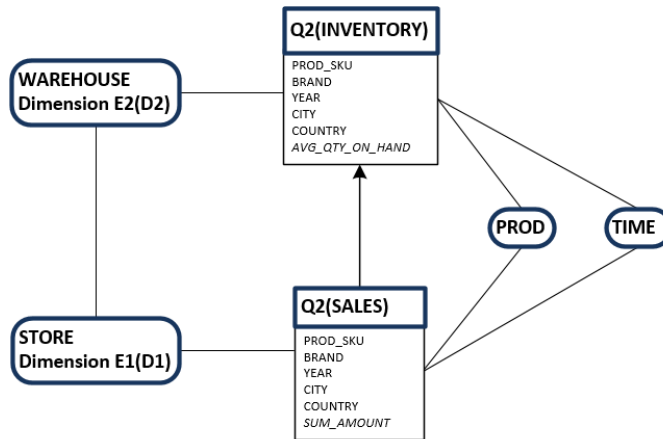 Q2(INVENTORY)
PROD_SKU
BRAND
YEAR
CITY
COUNTRY
AVG_QTY_ON_HAND
WAREHOUSE
Dimension E2(D2)
PROD
TIME
STORE
Dimension E1(D1)
Q2(SALES)
PROD_SKU
BRAND
YEAR
CITY
COUNTRY
SUM_AMOUNT